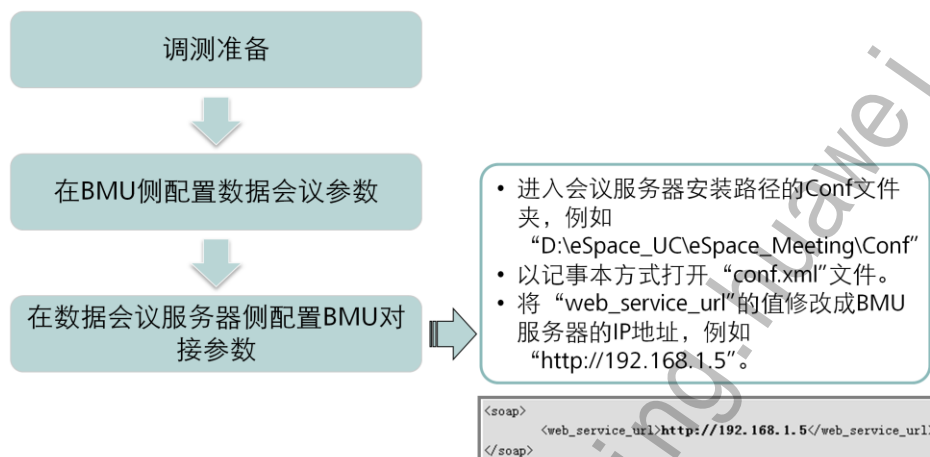 调测准备
在BMU侧配置数据会议参数
在数据会议服务器侧配置BMU对
接参数
• 进入会议服务器安装路径的Conf文件
夹，例如
“D:\eSpace_UC\eSpace_Meeting\Conf”
• 以记事本方式打开“conf.xml”文件。
• 将“web_service_url”的值修改成BMU
服务器的IP地址，例如
“http://192.168.1.5”。
<soap>
<web_service_url>http://192.168.1.5</web_service_url>
</soap>
ing.huawei